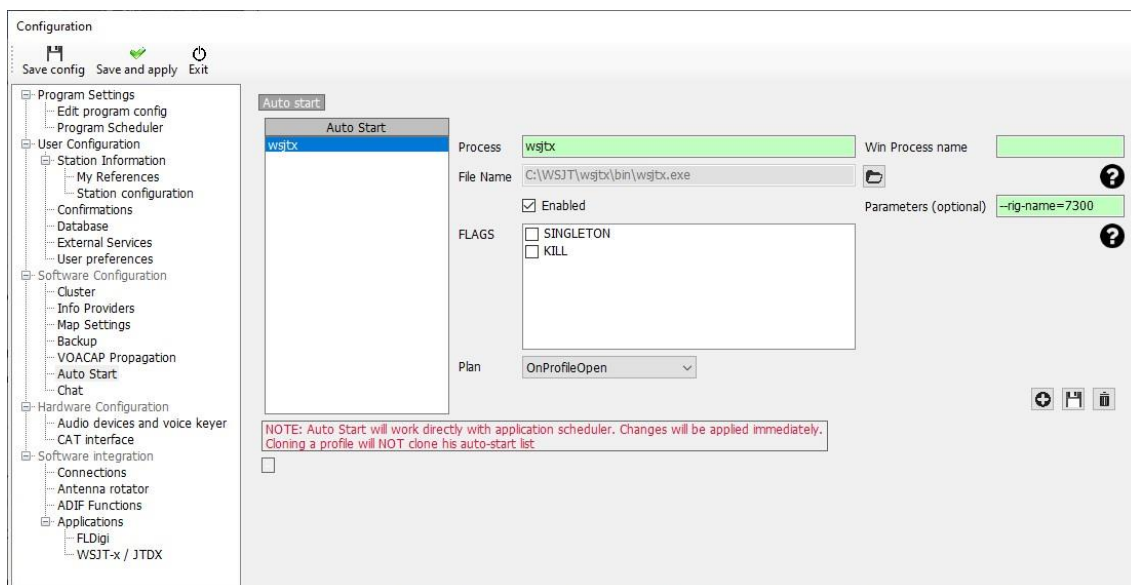 Configuration
Save config Save and apply Exit
Program Settings
Edit program config
Program Scheduler
User Configuration
Station Information
My References
Station configuration
Confirmations
Database
External Services
User preferences
Software Configuration
Cluster
Info Providers
Map Settings
Backup
VOACAP Propagation
Auto Start
Chat
Hardware Configuration
Audio devices and voice keyer
CAT interface
Software integration
Connections
Antenna rotator
ADIF Functions
Applications
FLDigi
WSJT-x / JTDX
Auto start
Auto Start
wsjtx
Process wsjtx Win Process name
File Name C:\WSJT\wsjtx\bin\wsjtx.exe
Enabled Parameters (optional) --rig-name=7300
FLAGS SINGLETON
KILL
Plan OnProfileOpen
NOTE: Auto Start will work directly with application scheduler. Changes will be applied immediately.
Cloning a profile will NOT clone his auto-start list